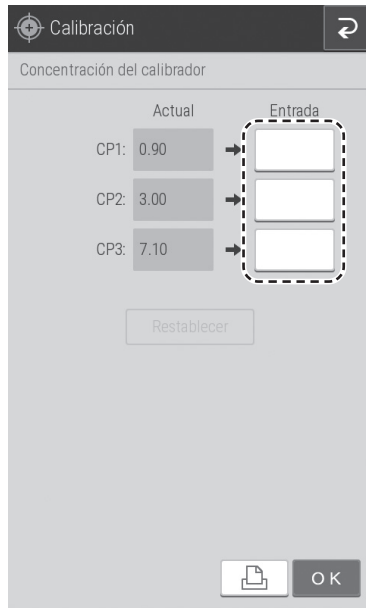 Calibración
Concentración del calibrador
Actual Entrada
CP1: 0.90
CP2: 3.00
CP3: 7.10
Restablecer
OK